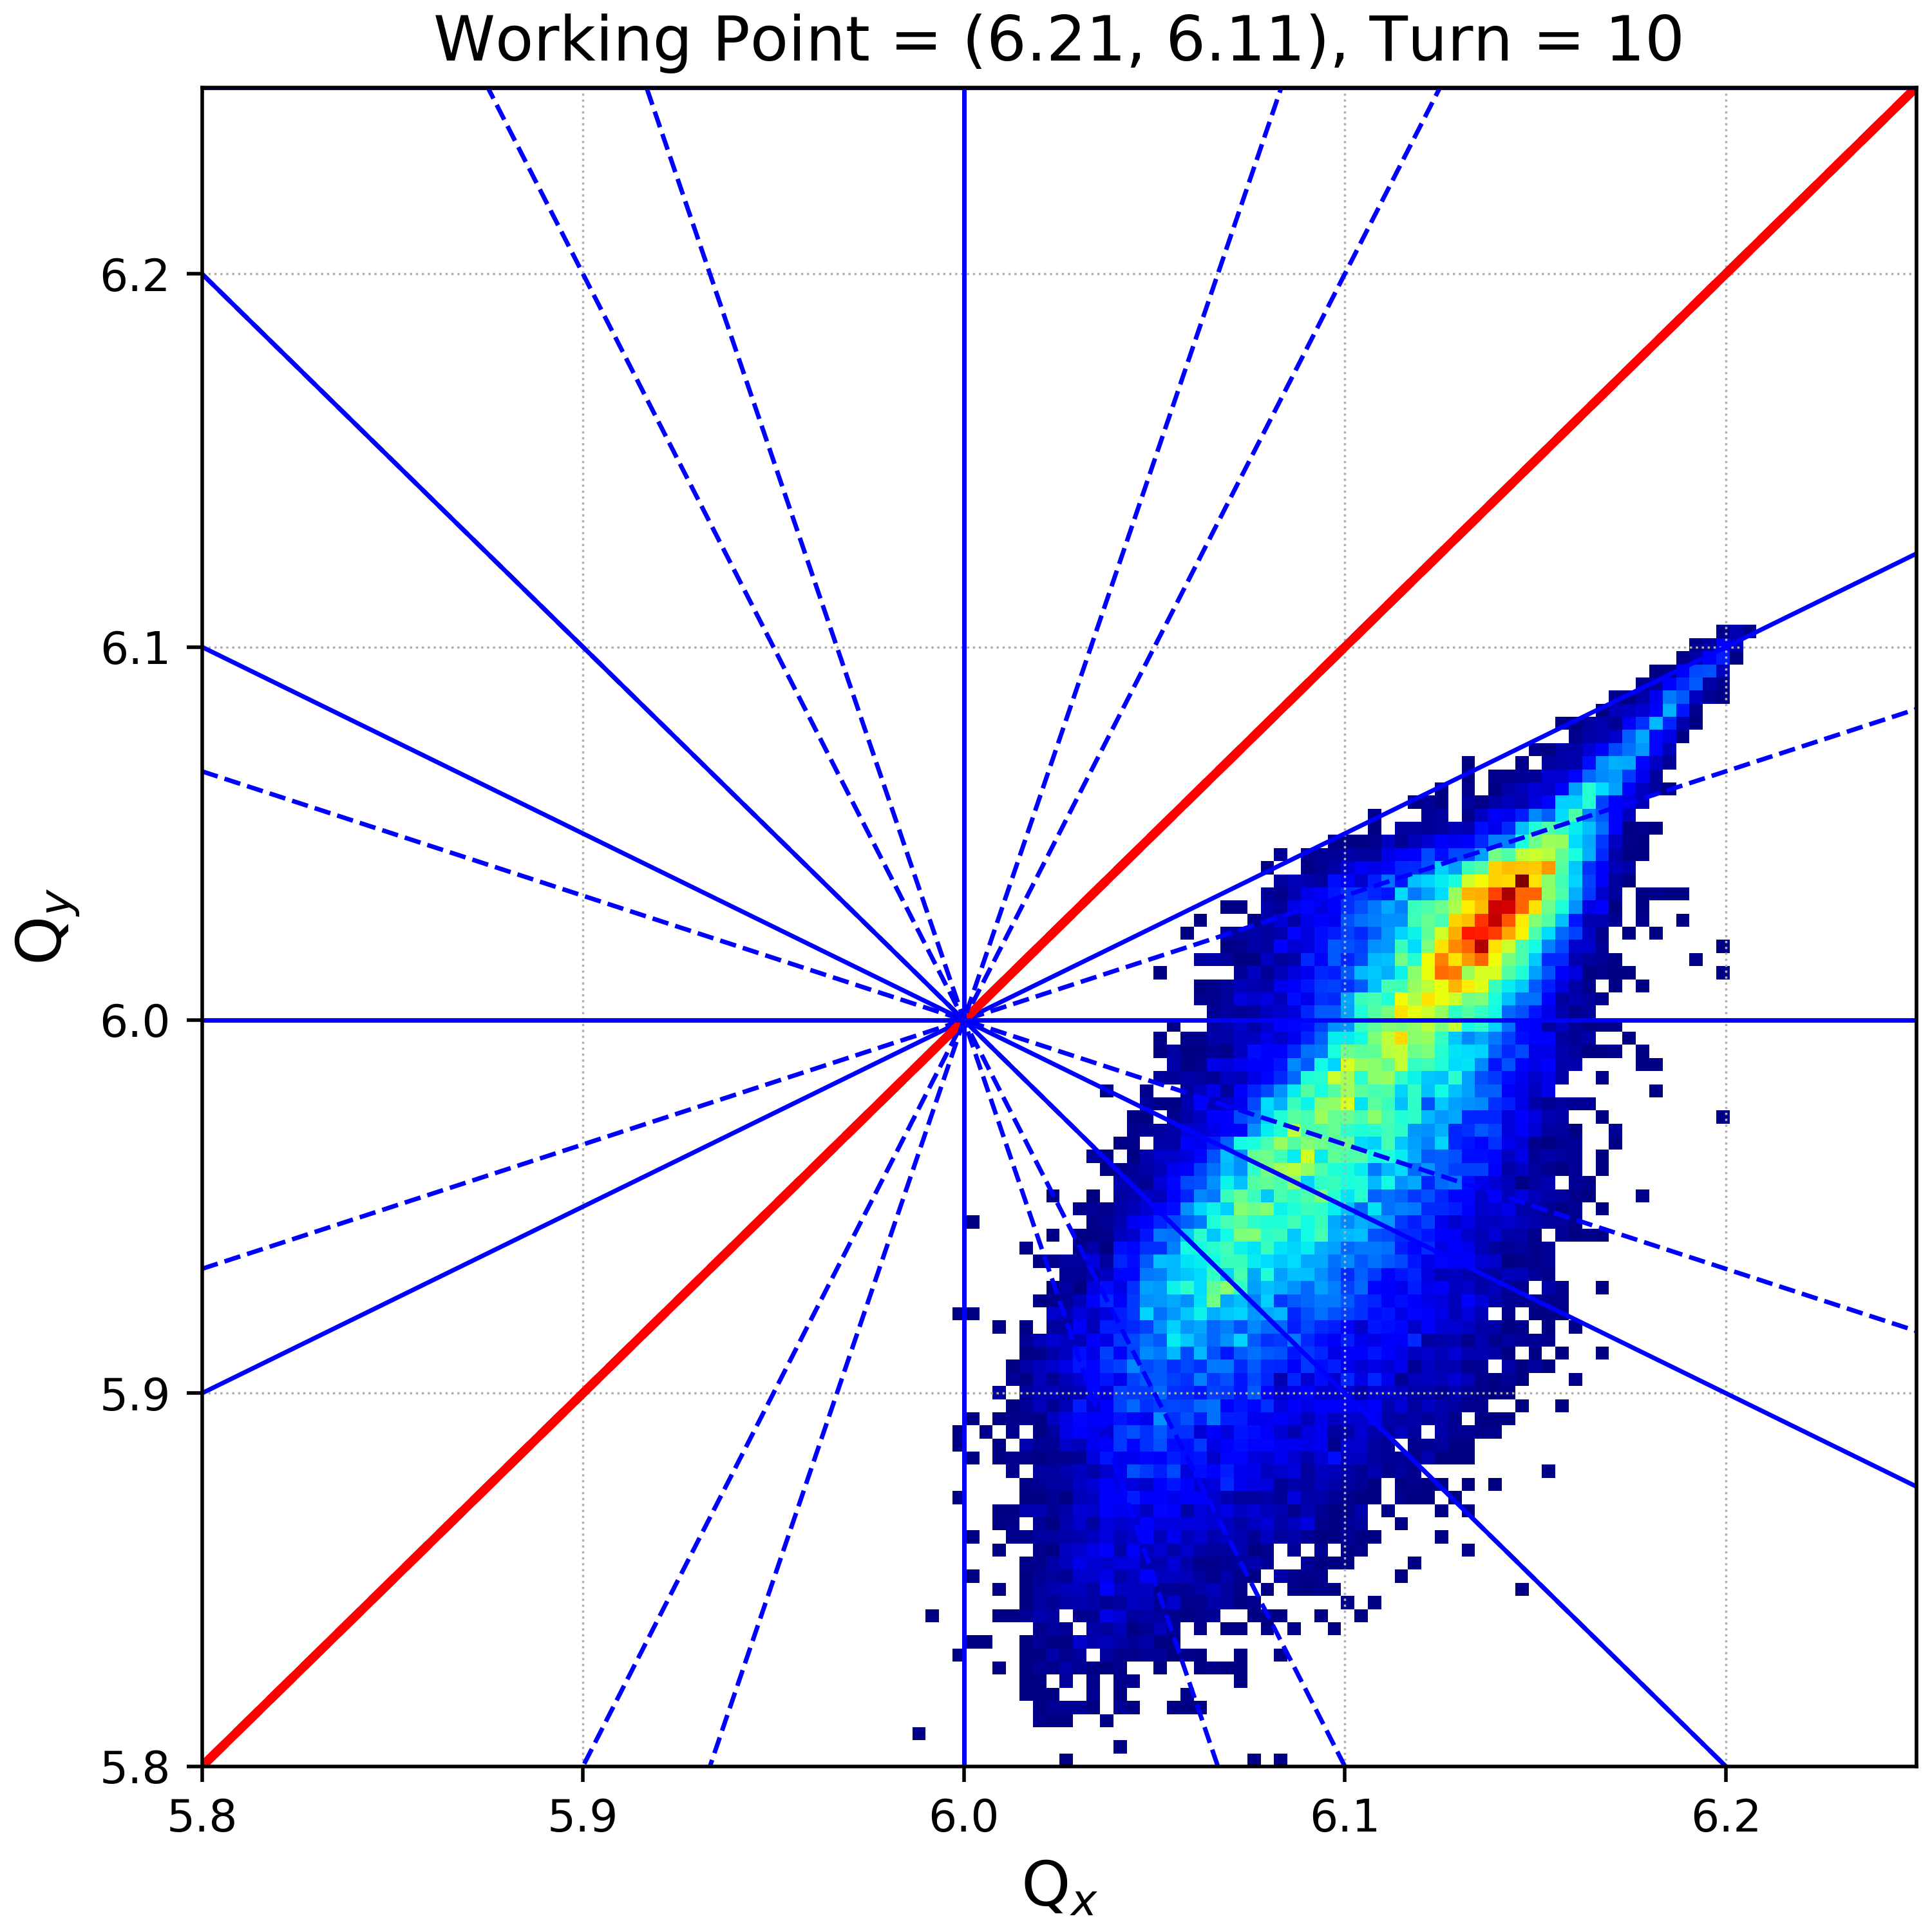 Working Point = (6.21, 6.11), Turn = 10
6.2
6.1
6.0
5.9
5.8
Qy
5.8 5.9 6.0 6.1 6.2
Qx